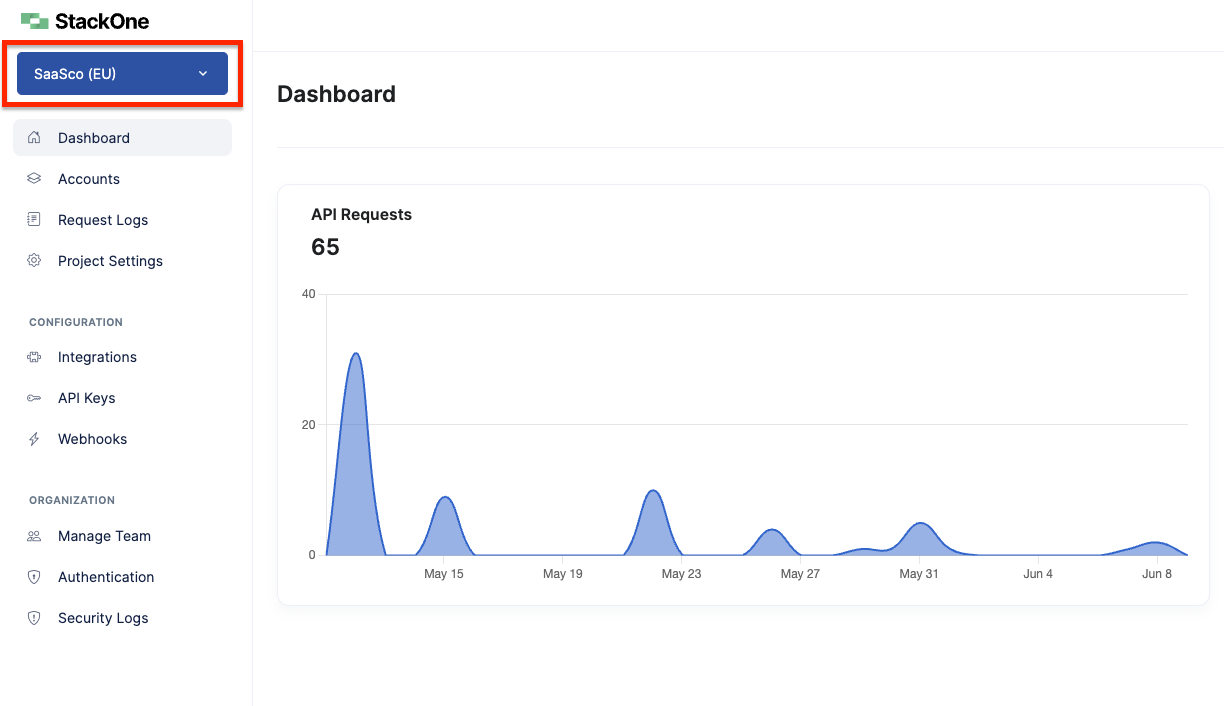 StackOne
SaaSco (EU)
Dashboard
Accounts
Request Logs
Project Settings
CONFIGURATION
Integrations
API Keys
Webhooks
ORGANIZATION
Manage Team
Authentication
Security Logs
Dashboard
API Requests
65
40
20
0
May 15 May 19 May 23 May 27 May 31 Jun 4 Jun 8